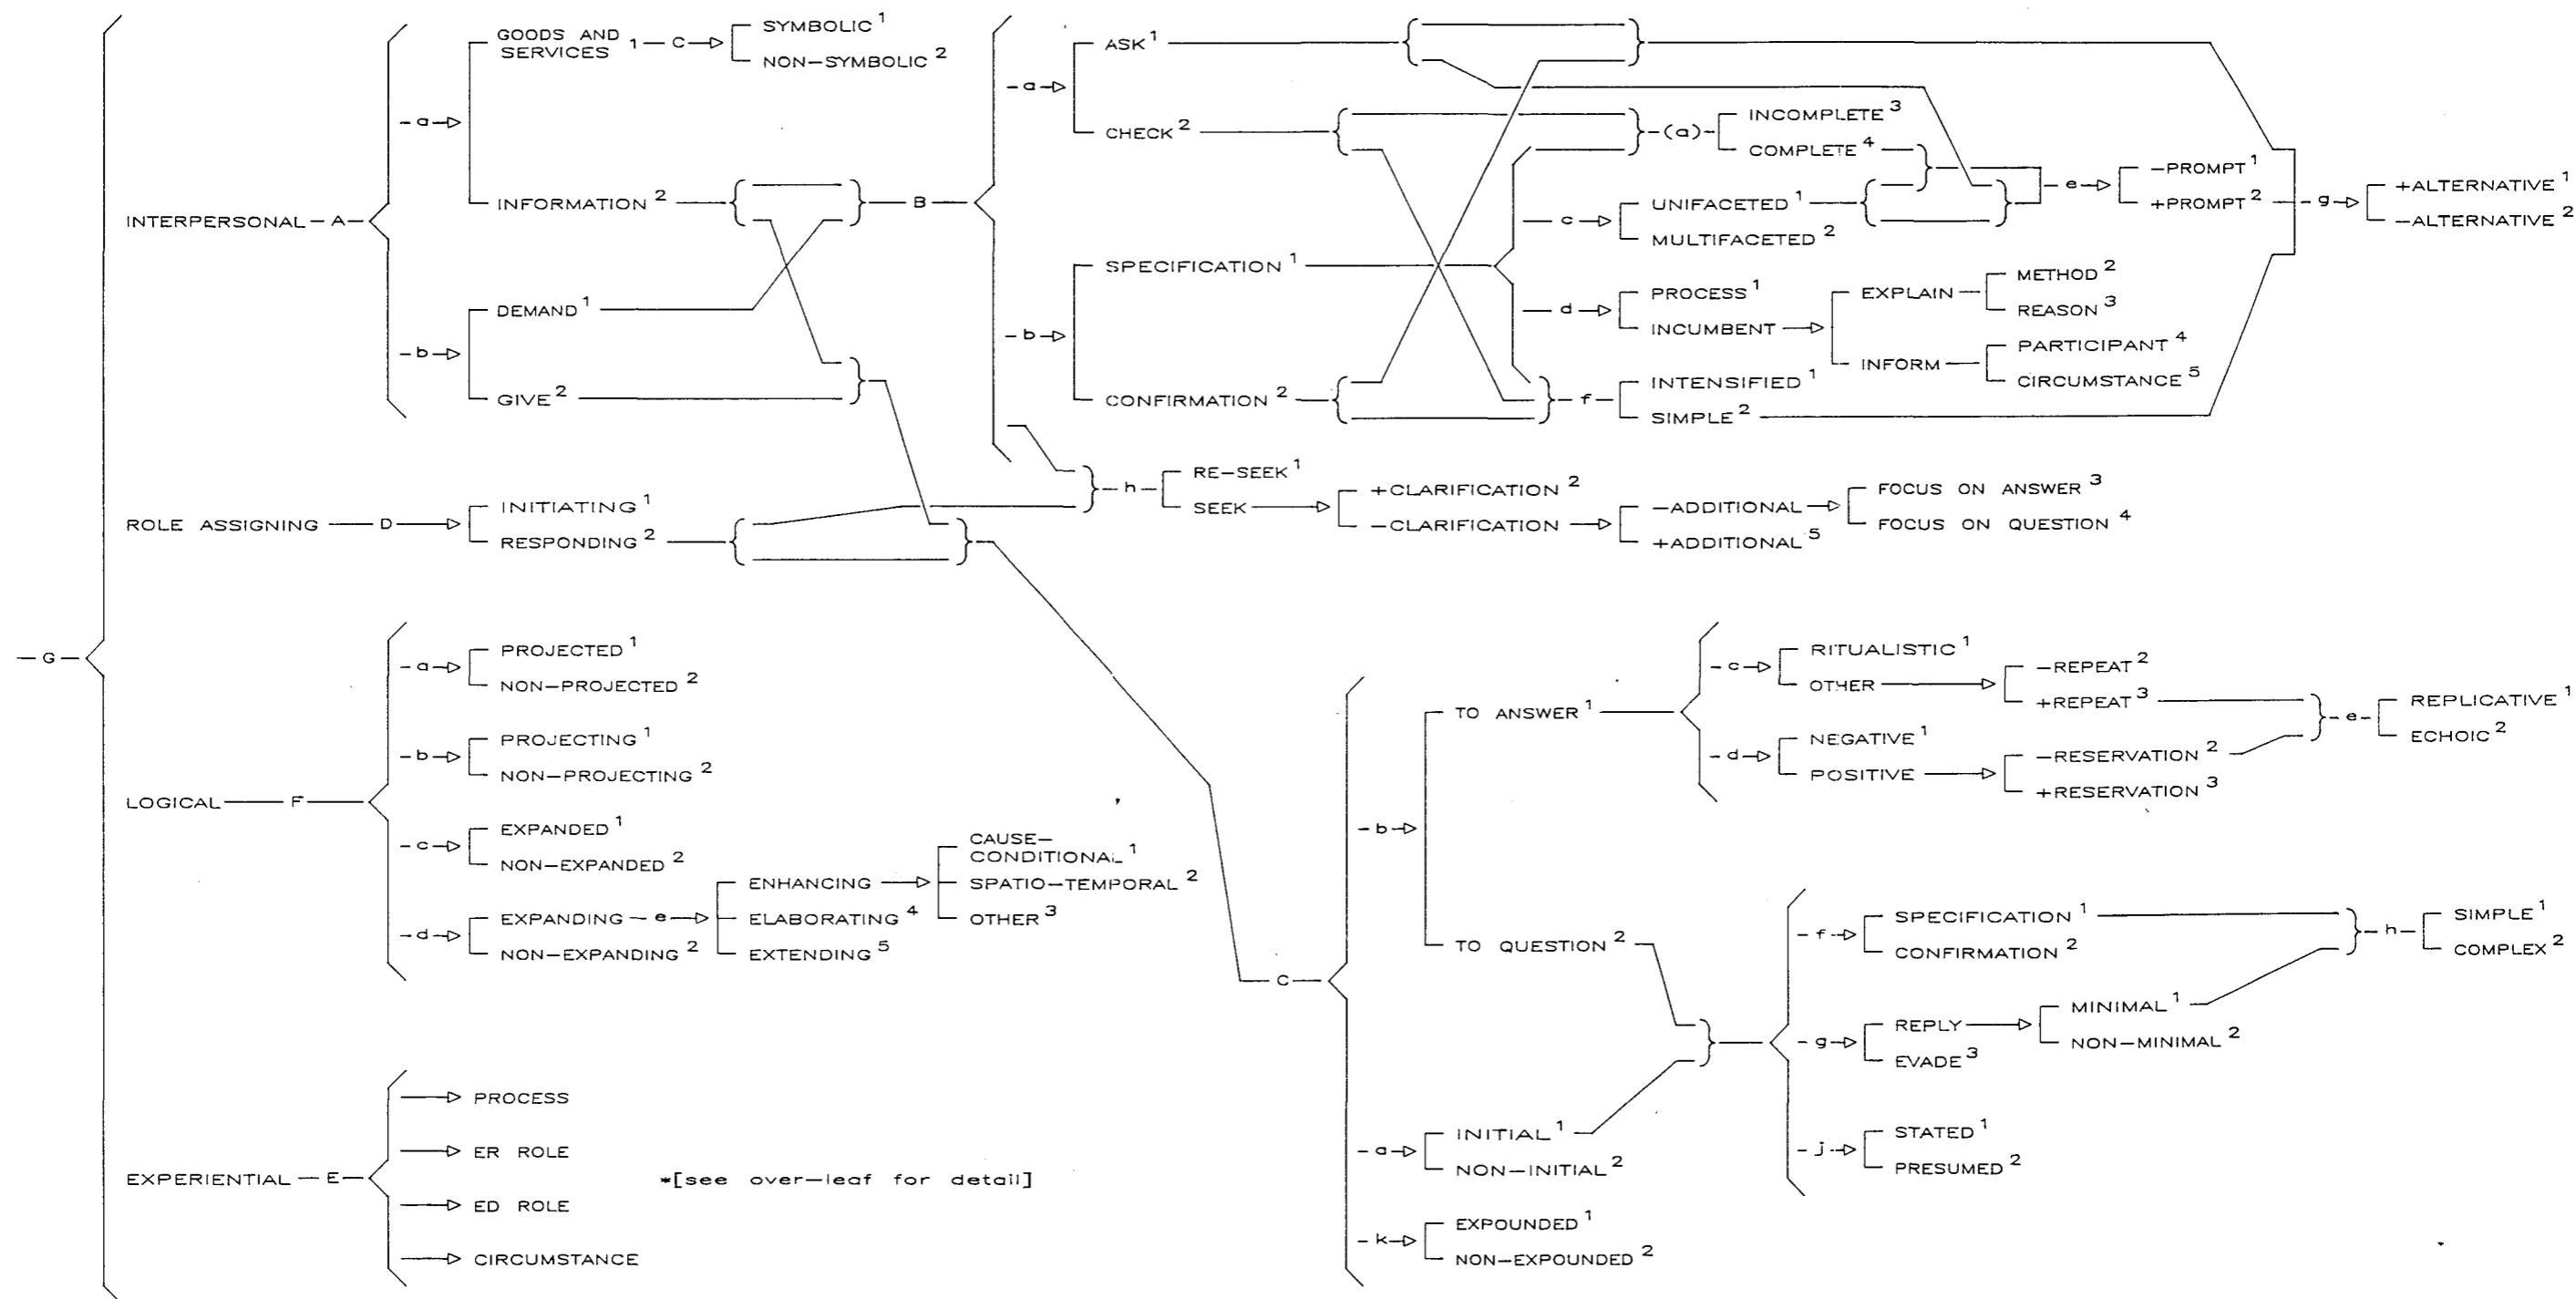 G
INTERPERSONAL A
a
GOODS AND
SERVICES 1 c
SYMBOLIC 1
NON-SYMBOLIC 2
INFORMATION 2
b
DEMAND 1
GIVE 2
B
a
ASK 1
CHECK 2
b
SPECIFICATION 1
CONFIRMATION 2
(a)
INCOMPLETE 3
COMPLETE 4
c
UNIFACETED 1
MULTIFACETED 2
d
PROCESS 1
INCUMBENT
EXPLAIN
METHOD 2
REASON 3
INFORM
PARTICIPANT 4
CIRCUMSTANCE 5
e
-PROMPT 1
+PROMPT 2
f
INTENSIFIED 1
SIMPLE 2
g
+ALTERNATIVE 1
-ALTERNATIVE 2
h
RE-SEEK 1
SEEK
+CLARIFICATION 2
-CLARIFICATION
-ADDITIONAL
+ADDITIONAL 5
FOCUS ON ANSWER 3
FOCUS ON QUESTION 4
ROLE ASSIGNING D
INITIATING 1
RESPONDING 2
LOGICAL F
a
PROJECTED 1
NON-PROJECTED 2
b
PROJECTING 1
NON-PROJECTING 2
c
EXPANDED 1
NON-EXPANDED 2
d
EXPANDING e
NON-EXPANDING 2
ENHANCING
ELABORATING 4
EXTENDING 5
CAUSE-
CONDITIONAL 1
SPATIO-TEMPORAL 2
OTHER 3
C
b
TO ANSWER 1
TO QUESTION 2
c
RITUALISTIC 1
OTHER
-REPEAT 2
+REPEAT 3
d
NEGATIVE 1
POSITIVE
-RESERVATION 2
+RESERVATION 3
e
REPLICATIVE 1
ECHOIC 2
f
SPECIFICATION 1
CONFIRMATION 2
g
REPLY
EVADE 3
MINIMAL 1
NON-MINIMAL 2
h
SIMPLE 1
COMPLEX 2
j
STATED 1
PRESUMED 2
a
INITIAL 1
NON-INITIAL 2
k
EXPOUNDED 1
NON-EXPOUNDED 2
EXPERIENTIAL E
PROCESS
ER ROLE
ED ROLE
CIRCUMSTANCE
*[see over-leaf for detail]